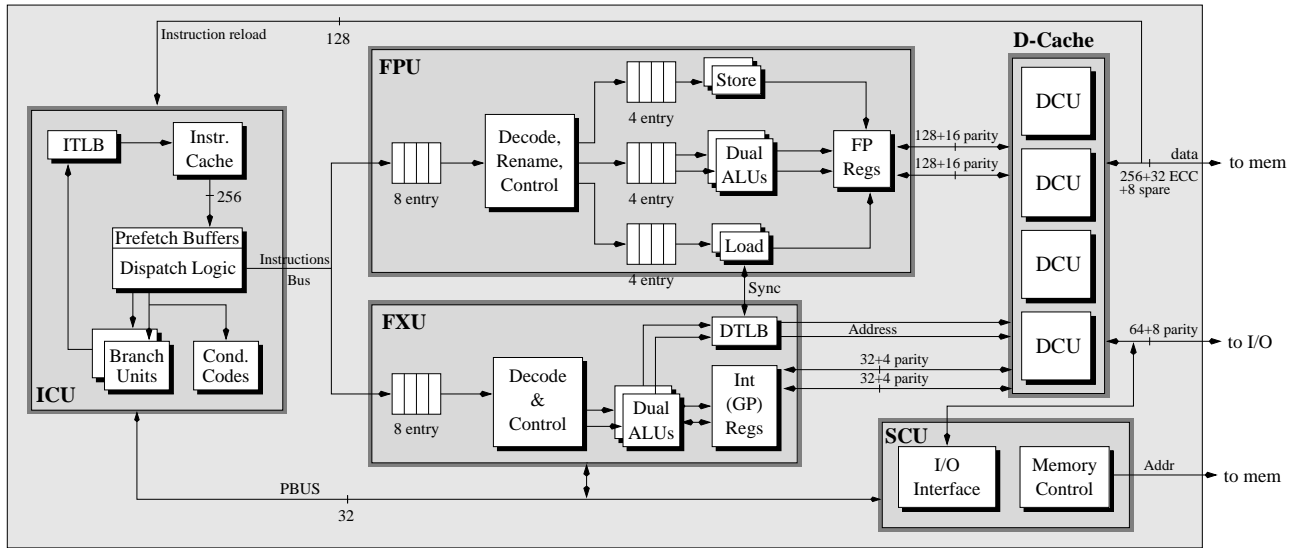 Instruction reload
128
D-Cache
FPU
Store
4 entry
DCU
ITLB
Instr.
Cache
256
8 entry
Decode,
Rename,
Control
4 entry
Dual
ALUs
FP
Regs
128+16 parity
128+16 parity
DCU
data
256+32 ECC
+8 spare
to mem
Prefetch Buffers
Dispatch Logic
Instructions
Bus
4 entry
Load
DCU
Sync
FXU
DTLB
Address
DCU
64+8 parity
to I/O
Branch
Units
Cond.
Codes
ICU
8 entry
Decode
&
Control
Dual
ALUs
Int
(GP)
Regs
32+4 parity
32+4 parity
SCU
I/O
Interface
Memory
Control
Addr
to mem
PBUS
32